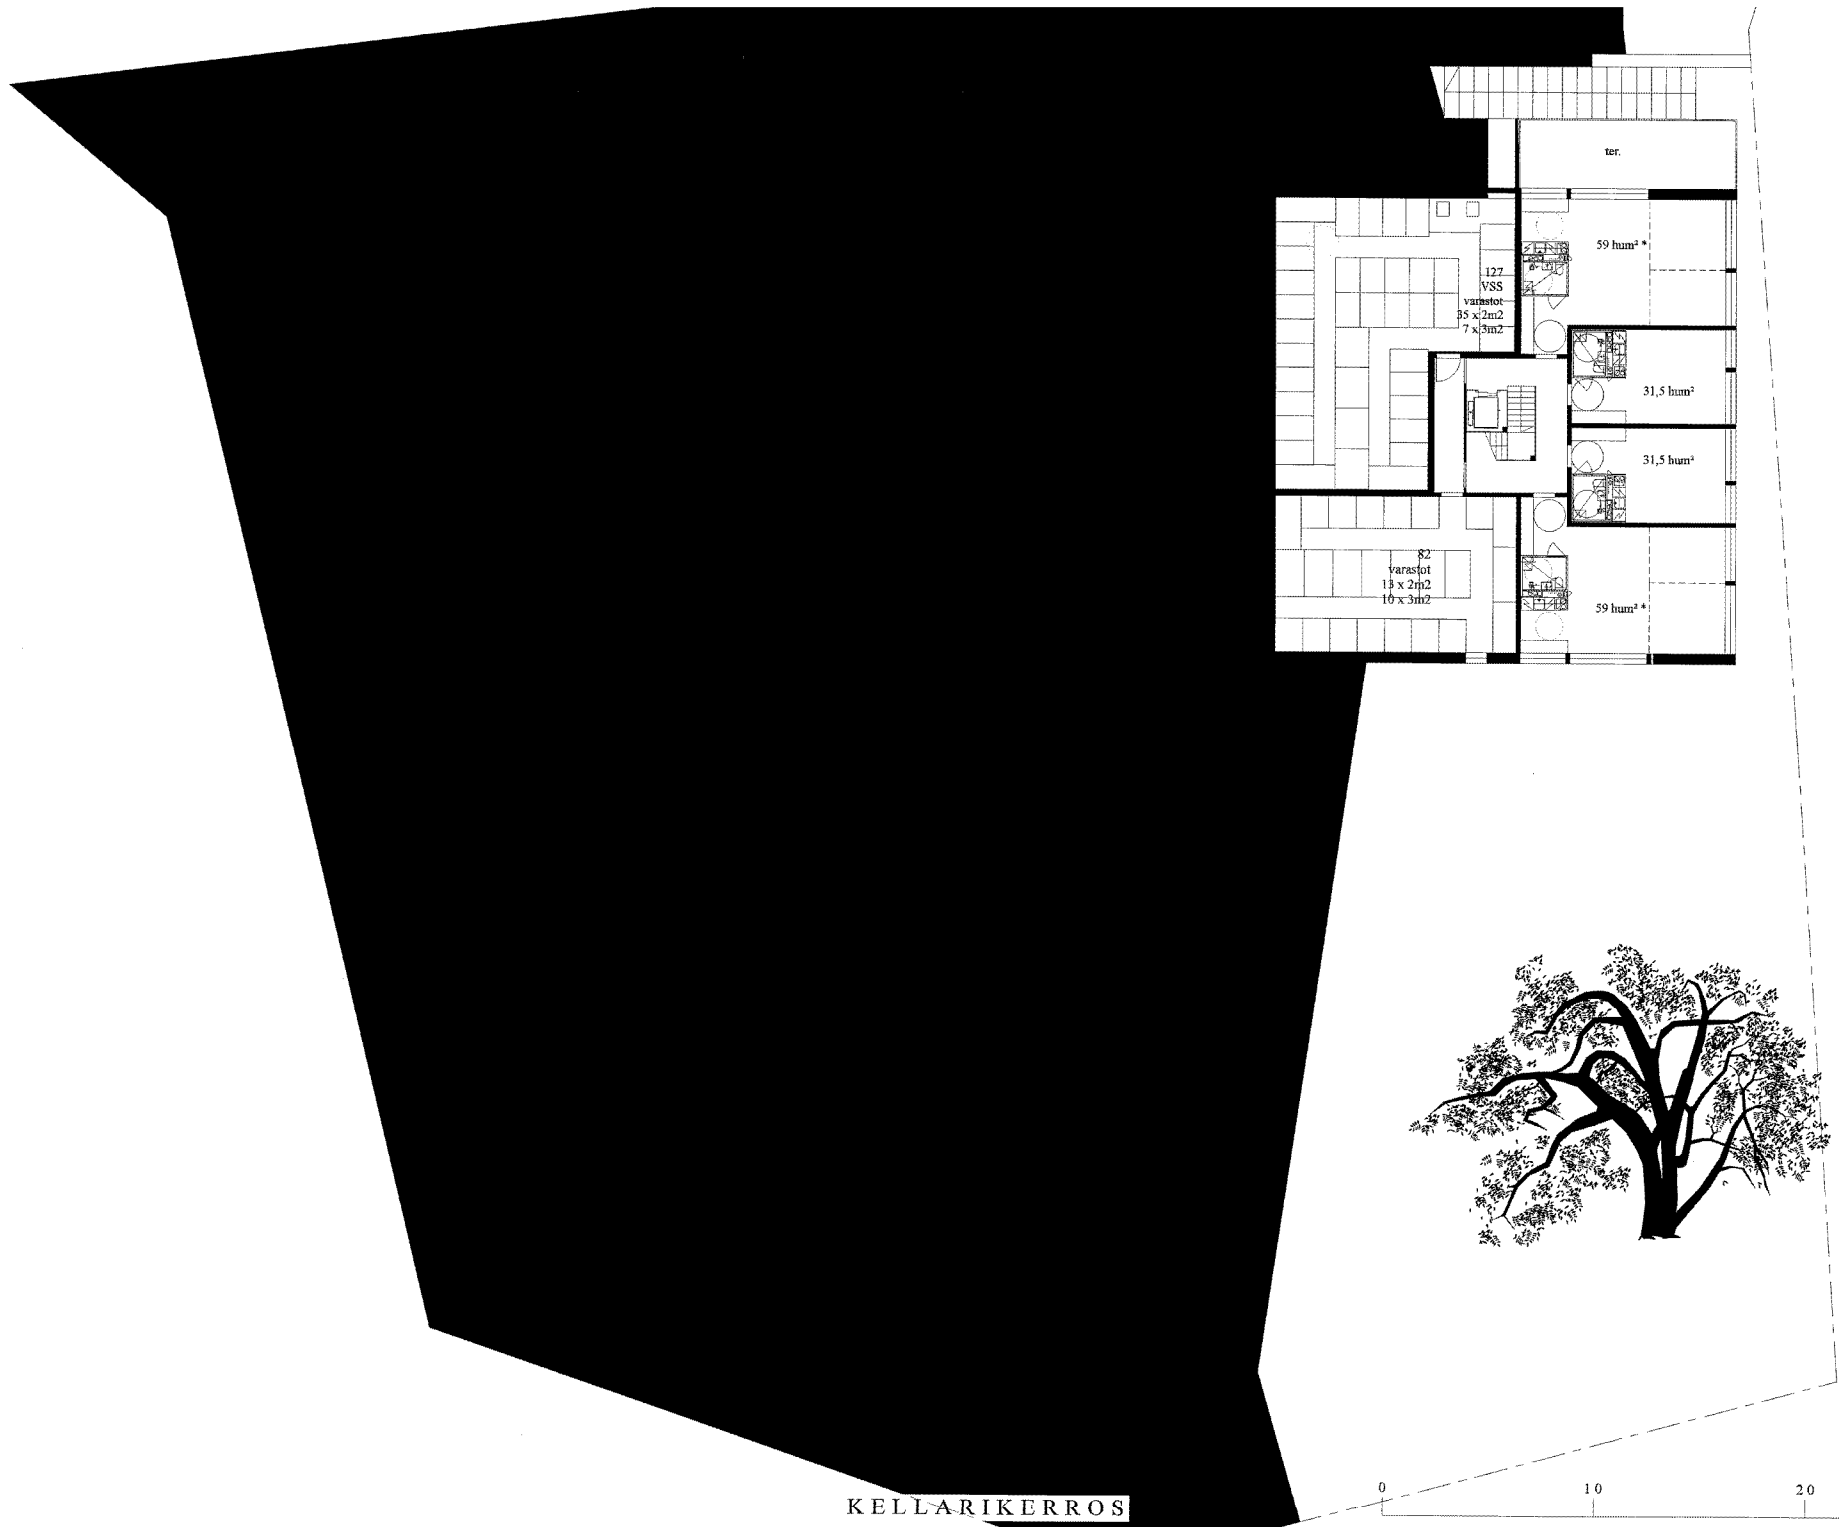 ter.
59 hum² *
127
VSS
varastot
35 x 2m2
7 x 3m2
31,5 hum²
31,5 hum²
82
varastot
13 x 2m2
10 x 3m2
59 hum² *
KELLARIKERROS
0 10 20